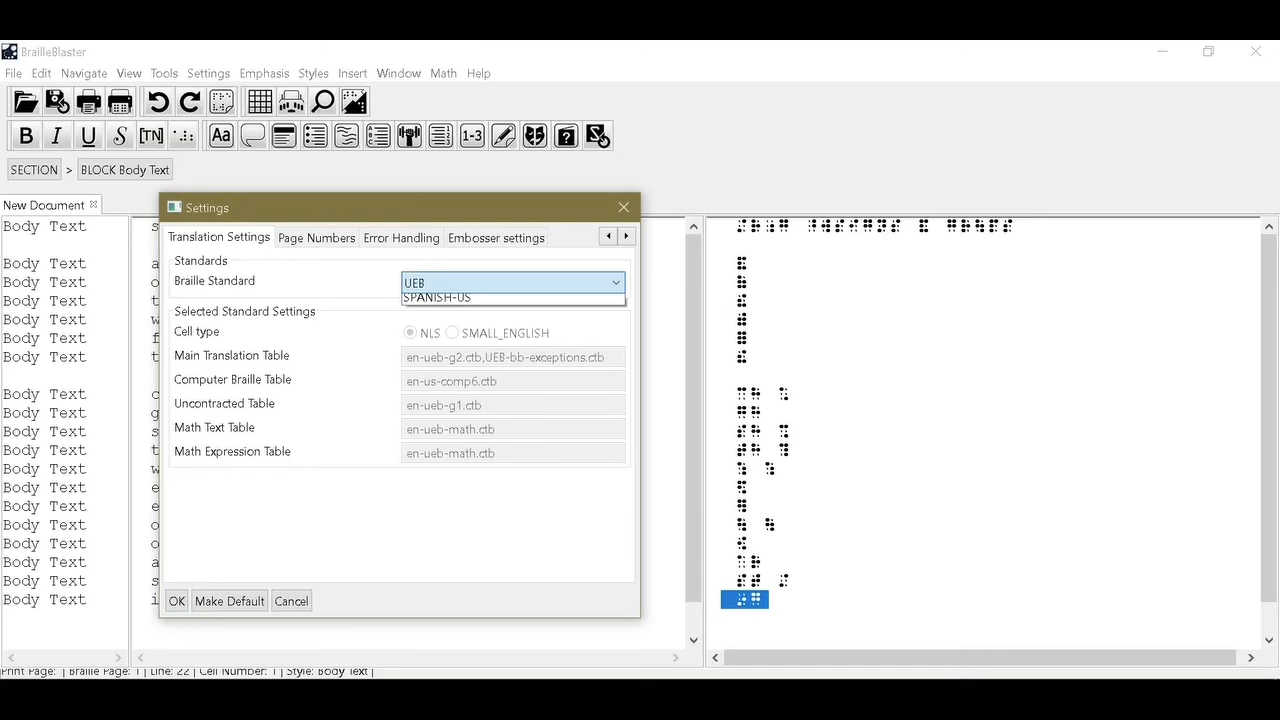 BrailleBlaster
File Edit Navigate View Tools Settings Emphasis Styles Insert Window Math Help
B I U S [TN]
Aa 1-3
SECTION > BLOCK Body Text
New Document
Settings
Translation Settings Page Numbers Error Handling Embosser settings
Standards
Braille Standard UEB
SPANISH-US
Selected Standard Settings
Cell type NLS SMALL_ENGLISH
Main Translation Table en-ueb-g2.ctb,UEB-bb-exceptions.ctb
Computer Braille Table en-us-comp6.ctb
Uncontracted Table en-ueb-g1.ctb
Math Text Table en-ueb-math.ctb
Math Expression Table en-ueb-math.ctb
OK Make Default Cancel
Body Text s
Body Text a
Body Text o
Body Text t
Body Text w
Body Text f
Body Text t
Body Text c
Body Text g
Body Text s
Body Text t
Body Text w
Body Text e
Body Text e
Body Text o
Body Text o
Body Text a
Body Text s
Body Text i
Print Page: | Braille Page: 1 | Line: 22 | Cell Number: 1 | Style: Body Text |